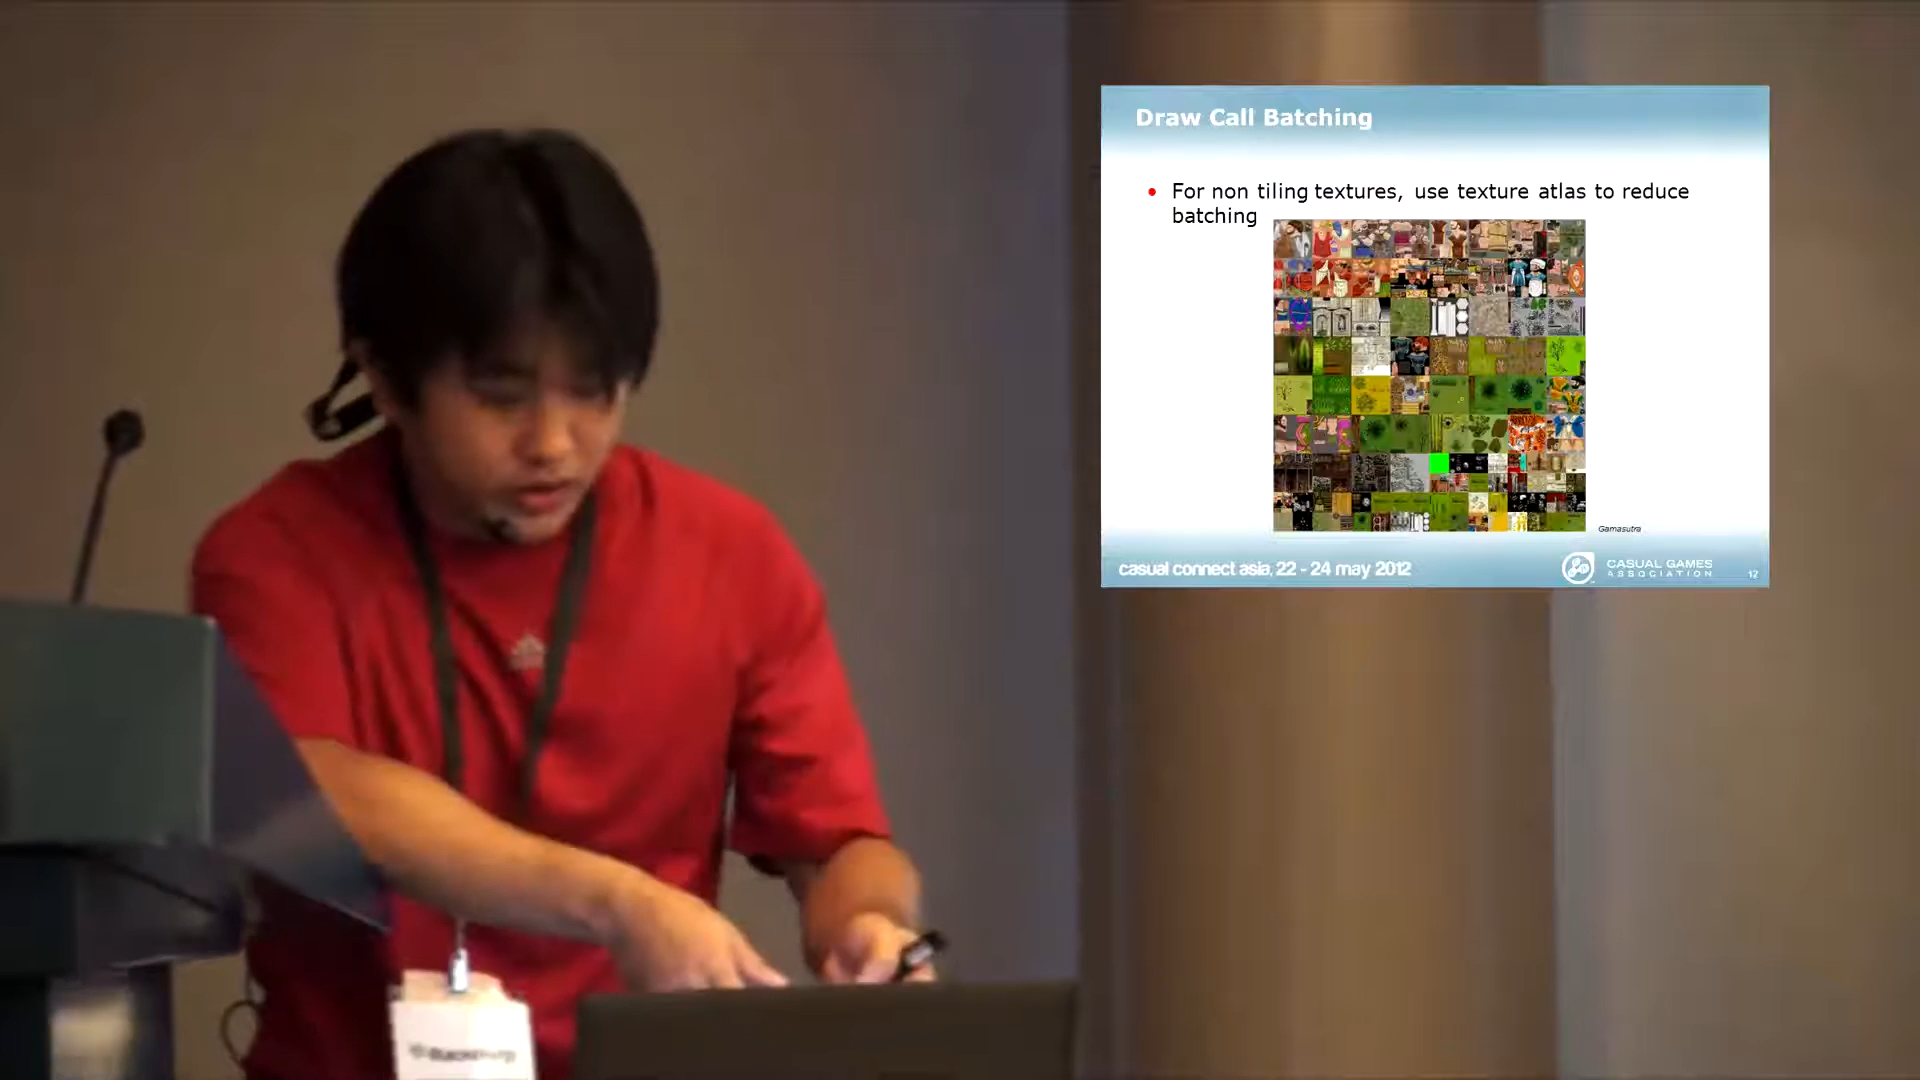 Draw Call Batching
• For non tiling textures, use texture atlas to reduce
batching
Gamasutra
casual connect asia, 22 - 24 may 2012
CASUAL GAMES
ASSOCIATION
12